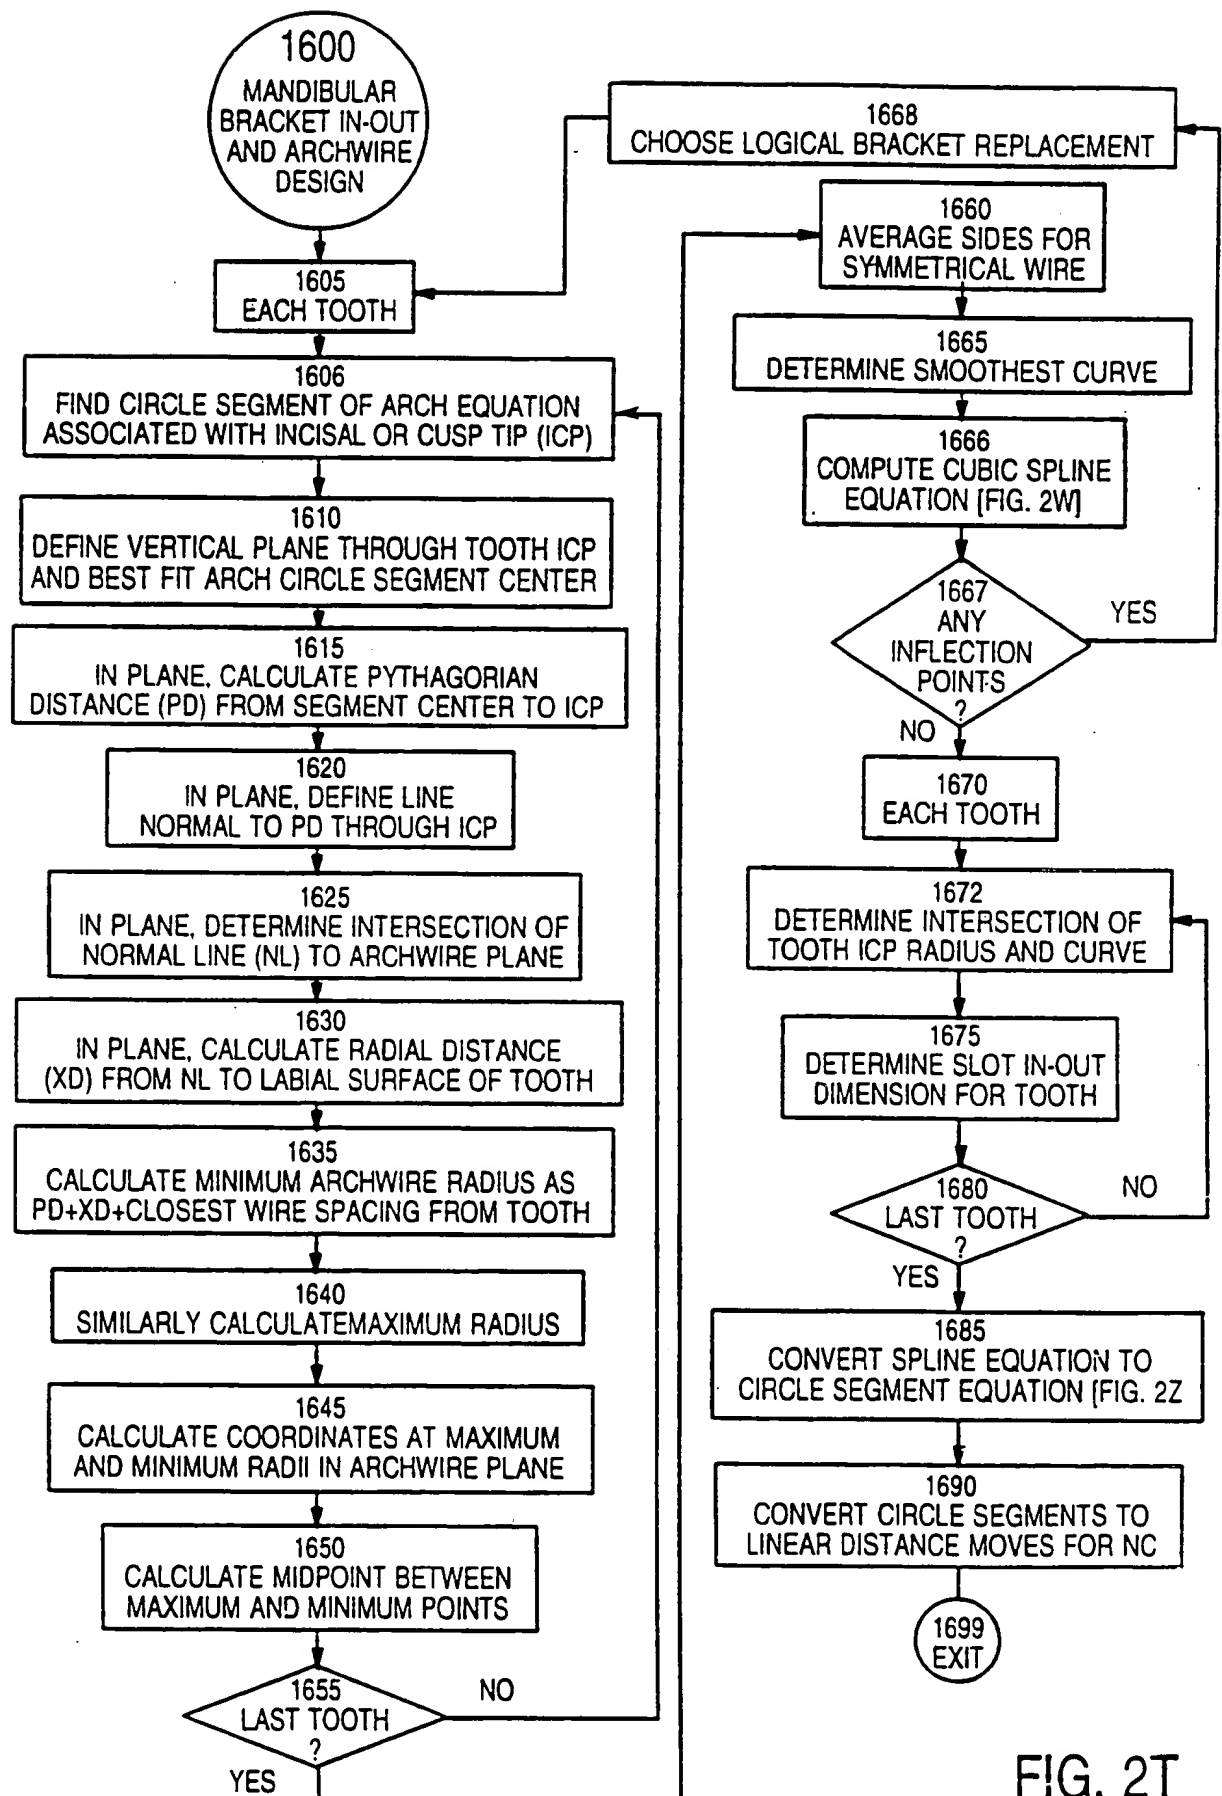 1600
MANDIBULAR
BRACKET IN-OUT
AND ARCHWIRE
DESIGN
1605
EACH TOOTH
1606
FIND CIRCLE SEGMENT OF ARCH EQUATION
ASSOCIATED WITH INCISAL OR CUSP TIP (ICP)
1610
DEFINE VERTICAL PLANE THROUGH TOOTH ICP
AND BEST FIT ARCH CIRCLE SEGMENT CENTER
1615
IN PLANE, CALCULATE PYTHAGORIAN
DISTANCE (PD) FROM SEGMENT CENTER TO ICP
1620
IN PLANE, DEFINE LINE
NORMAL TO PD THROUGH ICP
1625
IN PLANE, DETERMINE INTERSECTION OF
NORMAL LINE (NL) TO ARCHWIRE PLANE
1630
IN PLANE, CALCULATE RADIAL DISTANCE
(XD) FROM NL TO LABIAL SURFACE OF TOOTH
1635
CALCULATE MINIMUM ARCHWIRE RADIUS AS
PD+XD+CLOSEST WIRE SPACING FROM TOOTH
1640
SIMILARLY CALCULATEMAXIMUM RADIUS
1645
CALCULATE COORDINATES AT MAXIMUM
AND MINIMUM RADII IN ARCHWIRE PLANE
1650
CALCULATE MIDPOINT BETWEEN
MAXIMUM AND MINIMUM POINTS
1655
LAST TOOTH
?
NO
YES
1668
CHOOSE LOGICAL BRACKET REPLACEMENT
1660
AVERAGE SIDES FOR
SYMMETRICAL WIRE
1665
DETERMINE SMOOTHEST CURVE
1666
COMPUTE CUBIC SPLINE
EQUATION [FIG. 2W]
1667
ANY
INFLECTION
POINTS
?
YES
NO
1670
EACH TOOTH
1672
DETERMINE INTERSECTION OF
TOOTH ICP RADIUS AND CURVE
1675
DETERMINE SLOT IN-OUT
DIMENSION FOR TOOTH
1680
LAST TOOTH
?
NO
YES
1685
CONVERT SPLINE EQUATION TO
CIRCLE SEGMENT EQUATION [FIG. 2Z
1690
CONVERT CIRCLE SEGMENTS TO
LINEAR DISTANCE MOVES FOR NC
1699
EXIT
FIG. 2T